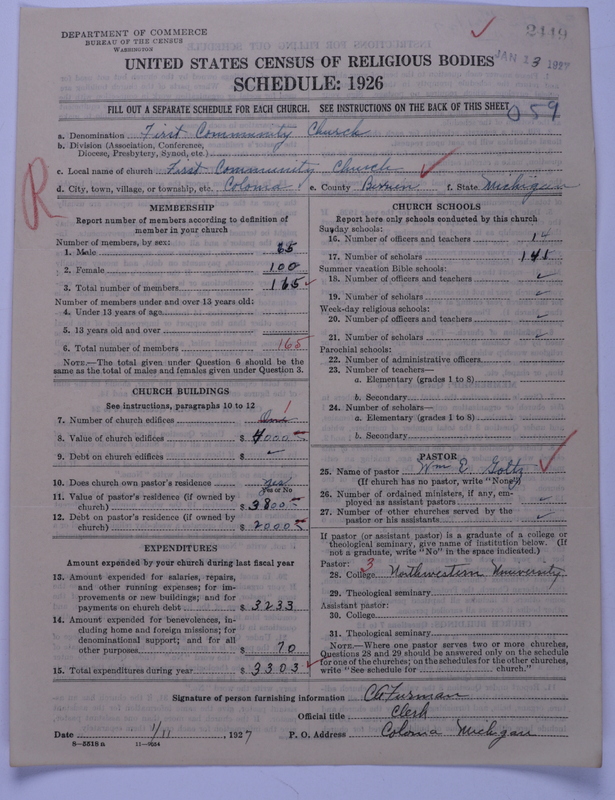 DEPARTMENT OF COMMERCE
BUREAU OF THE CENSUS
WASHINGTON
2119
JAN 13 1927
UNITED STATES CENSUS OF RELIGIOUS BODIES
SCHEDULE: 1926
FILL OUT A SEPARATE SCHEDULE FOR EACH CHURCH. SEE INSTRUCTIONS ON THE BACK OF THIS SHEET
059
a. Denomination First Community Church
b. Division (Association, Conference, Diocese, Presbytery, Synod, etc.)
c. Local name of church First Community Church
d. City, town, village, or township, etc. Coloma e. County Berrien f. State Michigan
R
MEMBERSHIP
Report number of members according to definition of member in your church
Number of members, by sex:
1. Male 65
2. Female 100
3. Total number of members 165
Number of members under and over 13 years old:
4. Under 13 years of age
5. 13 years old and over
6. Total number of members 165
NOTE.—The total given under Question 6 should be the same as the total of males and females given under Question 3.
CHURCH BUILDINGS
See instructions, paragraphs 10 to 12
7. Number of church edifices One 1
8. Value of church edifices $ 4000
9. Debt on church edifices $
10. Does church own pastor's residence yes
Yes or No
11. Value of pastor's residence (if owned by church) $ 3800
12. Debt on pastor's residence (if owned by church) $ 2000
EXPENDITURES
Amount expended by your church during last fiscal year
13. Amount expended for salaries, repairs, and other running expenses; for improvements or new buildings; and for payments on church debt $ 3233
14. Amount expended for benevolences, including home and foreign missions; for denominational support; and for all other purposes $ 70
15. Total expenditures during year $ 3303
CHURCH SCHOOLS
Report here only schools conducted by this church
Sunday schools:
16. Number of officers and teachers 14
17. Number of scholars 145
Summer vacation Bible schools:
18. Number of officers and teachers
19. Number of scholars
Week-day religious schools:
20. Number of officers and teachers
21. Number of scholars
Parochial schools:
22. Number of administrative officers
23. Number of teachers—
a. Elementary (grades 1 to 8)
b. Secondary
24. Number of scholars—
a. Elementary (grades 1 to 8)
b. Secondary
PASTOR
25. Name of pastor Wm E. Goltz
(If church has no pastor, write "None")
26. Number of ordained ministers, if any, employed as assistant pastors
27. Number of other churches served by the pastor or his assistants
If pastor (or assistant pastor) is a graduate of a college or theological seminary, give name of institution below. (If not a graduate, write "No" in the space indicated.)
Pastor: 3
28. College Northwestern University
29. Theological seminary
Assistant pastor:
30. College
31. Theological seminary
NOTE.—Where one pastor serves two or more churches, Questions 28 and 29 should be answered only on the schedule for one of the churches; on the schedules for the other churches, write "See schedule for church."
Signature of person furnishing information Furman
Official title Clerk
Date 1/11, 1927 P. O. Address Coloma Michigan
S—5518 a 11—9054